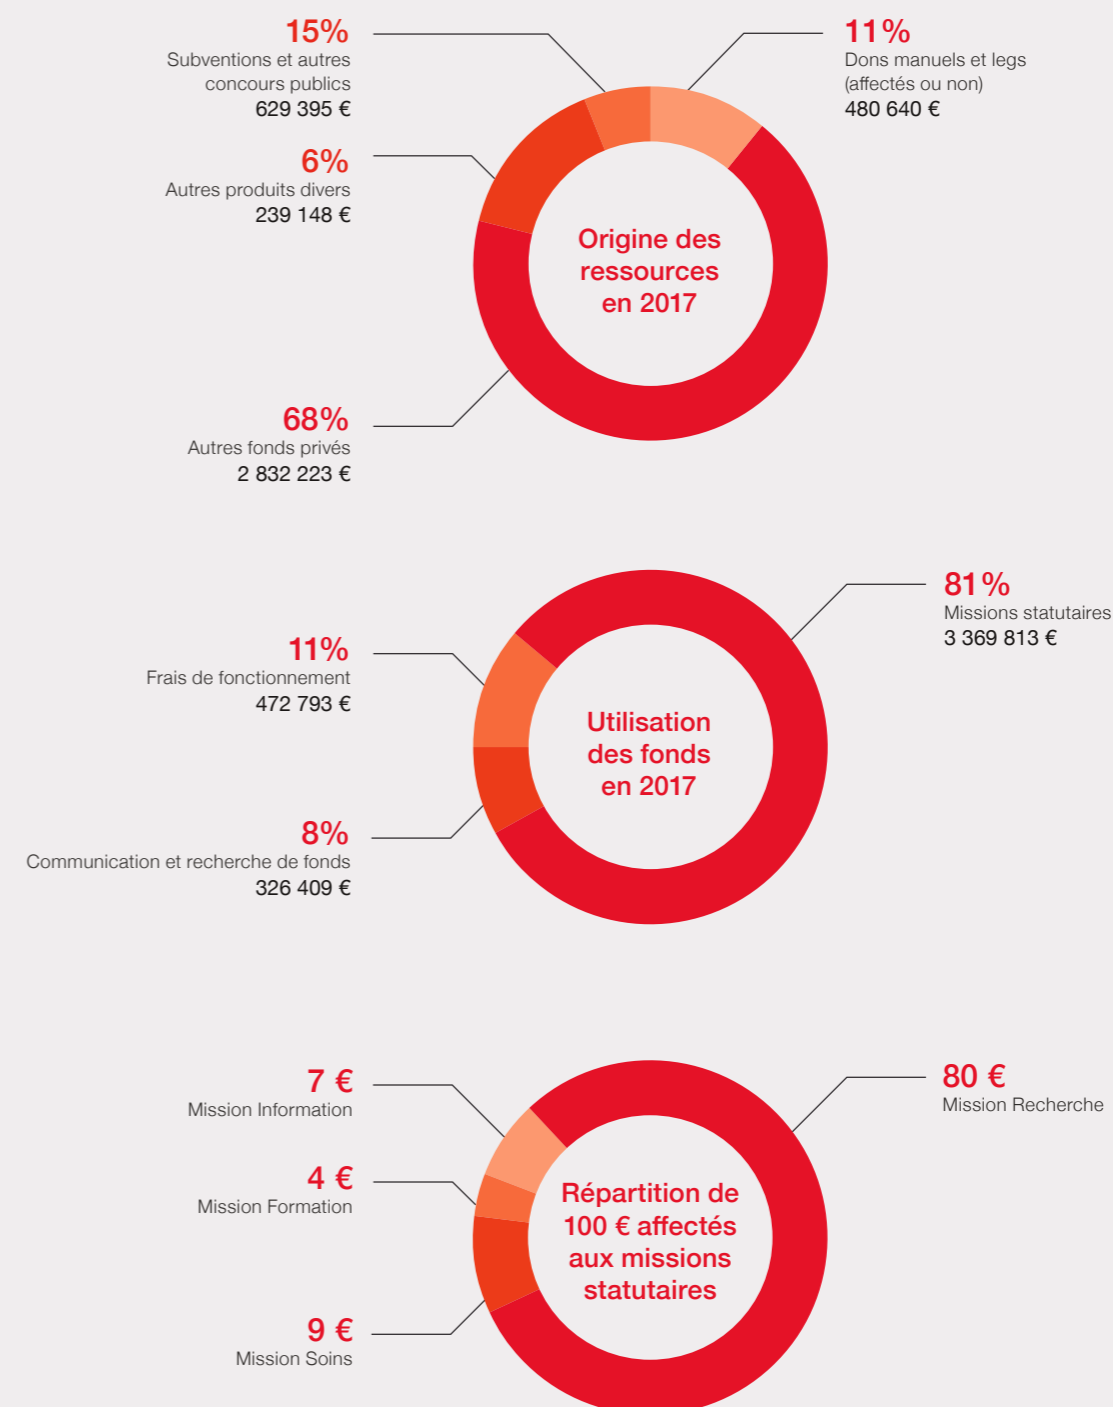 15%
Subventions et autres
concours publics
629 395 €
11%
Dons manuels et legs
(affectés ou non)
480 640 €
6%
Autres produits divers
239 148 €
Origine des
ressources
en 2017
68%
Autres fonds privés
2 832 223 €
81%
Missions statutaires
3 369 813 €
11%
Frais de fonctionnement
472 793 €
Utilisation
des fonds
en 2017
8%
Communication et recherche de fonds
326 409 €
7 €
Mission Information
80 €
Mission Recherche
4 €
Mission Formation
Répartition de
100 € affectés
aux missions
statutaires
9 €
Mission Soins